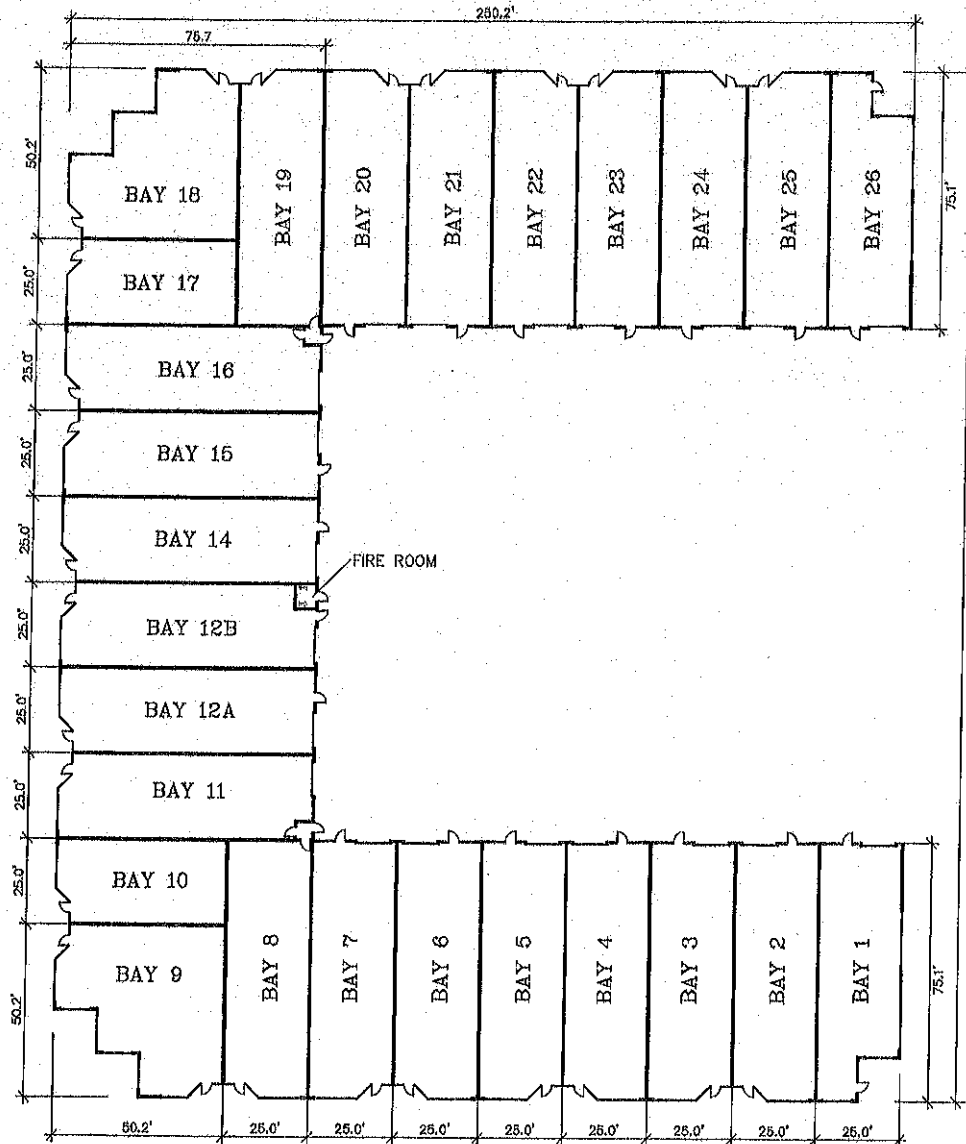 250.2'
75.7
50.2'
75.1'
BAY 18
BAY 19
BAY 20
BAY 21
BAY 22
BAY 23
BAY 24
BAY 25
BAY 26
25.0'
BAY 17
25.0'
BAY 16
25.0'
BAY 15
25.0'
BAY 14
FIRE ROOM
25.0'
BAY 12B
25.0'
BAY 12A
25.0'
BAY 11
25.0'
BAY 10
50.2'
75.1'
BAY 9
BAY 8
BAY 7
BAY 6
BAY 5
BAY 4
BAY 3
BAY 2
BAY 1
50.2'
25.0'
25.0'
25.0'
25.0'
25.0'
25.0'
25.0'
25.0'